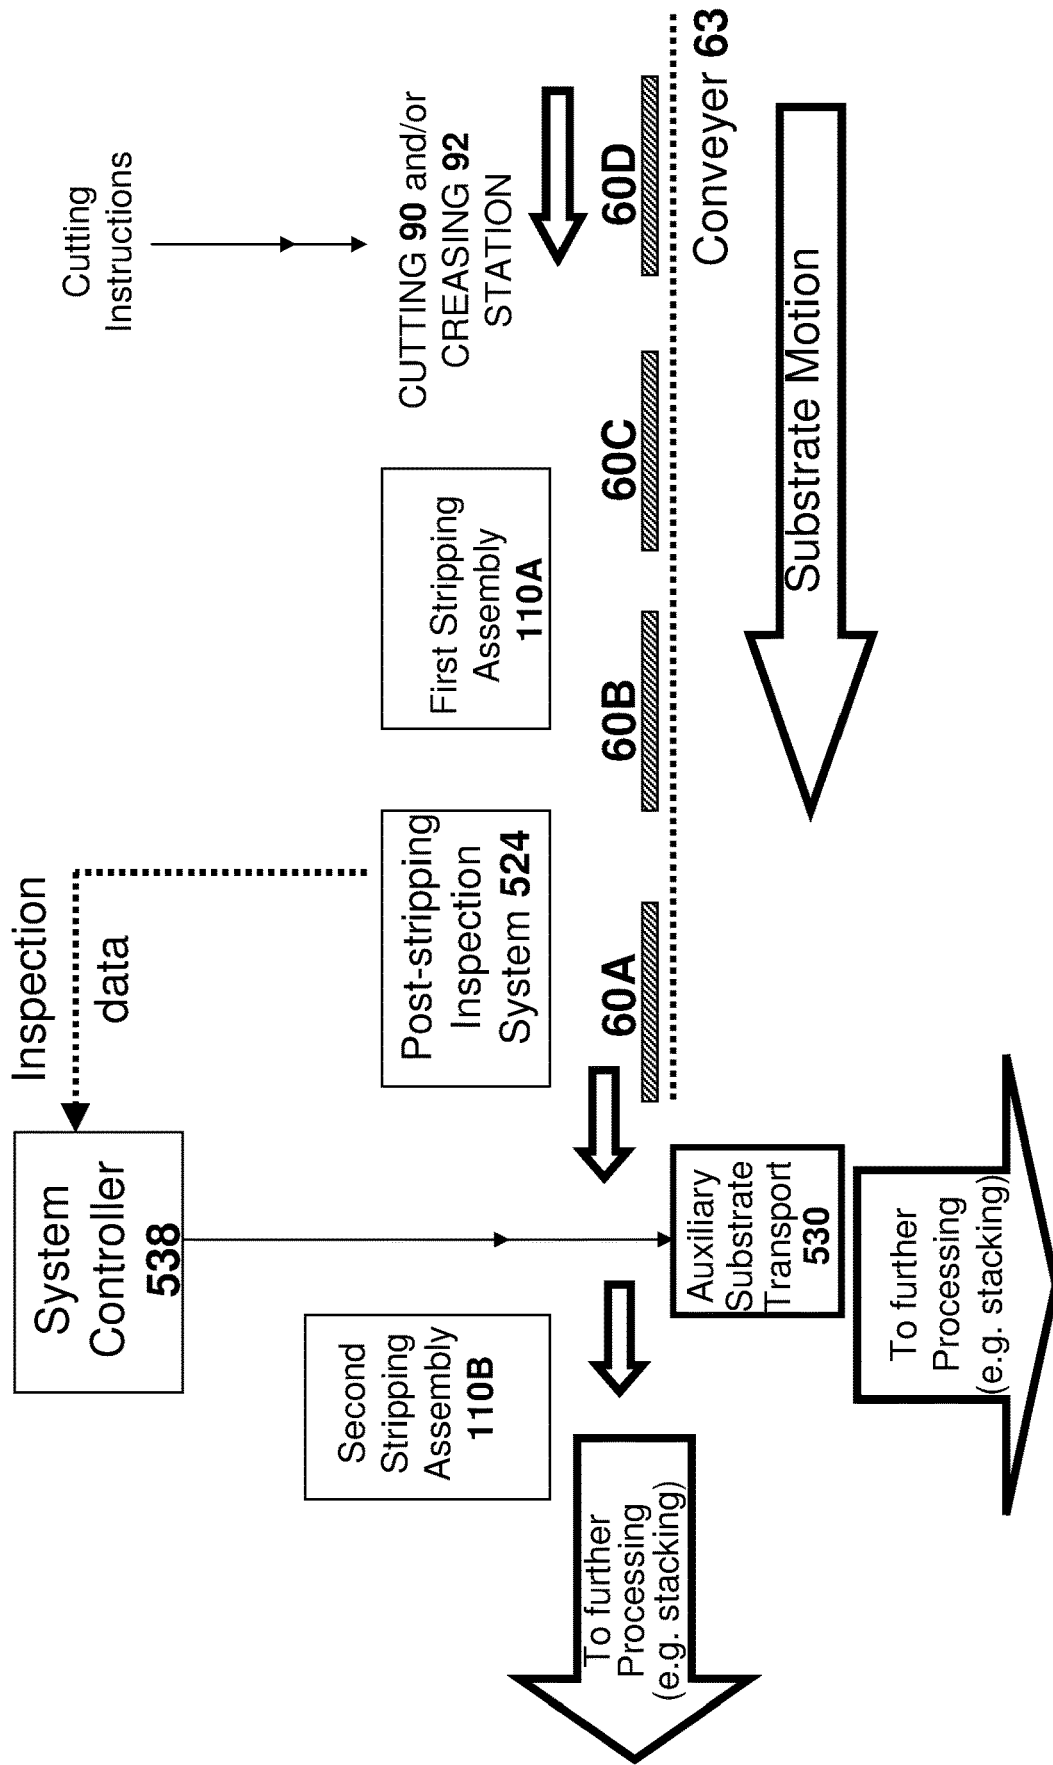 Inspection
data
Cutting
Instructions
System
Controller
538
Second
Stripping
Assembly
110B
Post-stripping
Inspection
System 524
First Stripping
Assembly
110A
CUTTING 90 and/or
CREASING 92
STATION
60A
60B
60C
60D
Conveyer 63
Auxiliary
Substrate
Transport
530
Substrate Motion
To further
Processing
(e.g. stacking)
To further
Processing
(e.g. stacking)